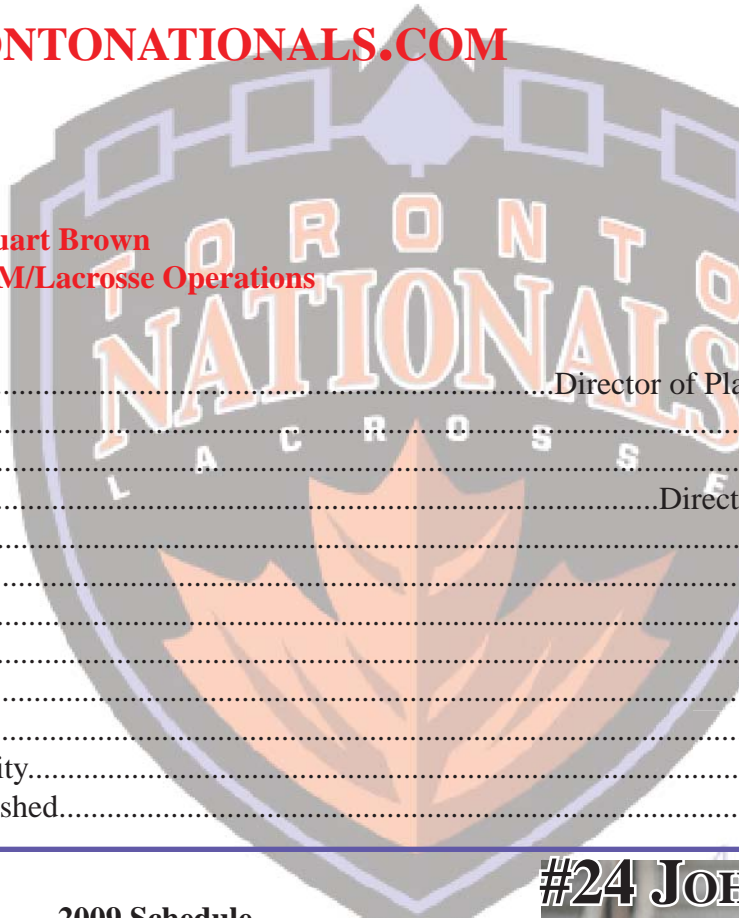 ONTONATIONALS.COM
uart Brown
M/Lacrosse Operations
TORONTO
NATIONALS
LACROSSE
....Director of Pla
....Direct
ity....
shed....
#24 JOH
2009 Schedule